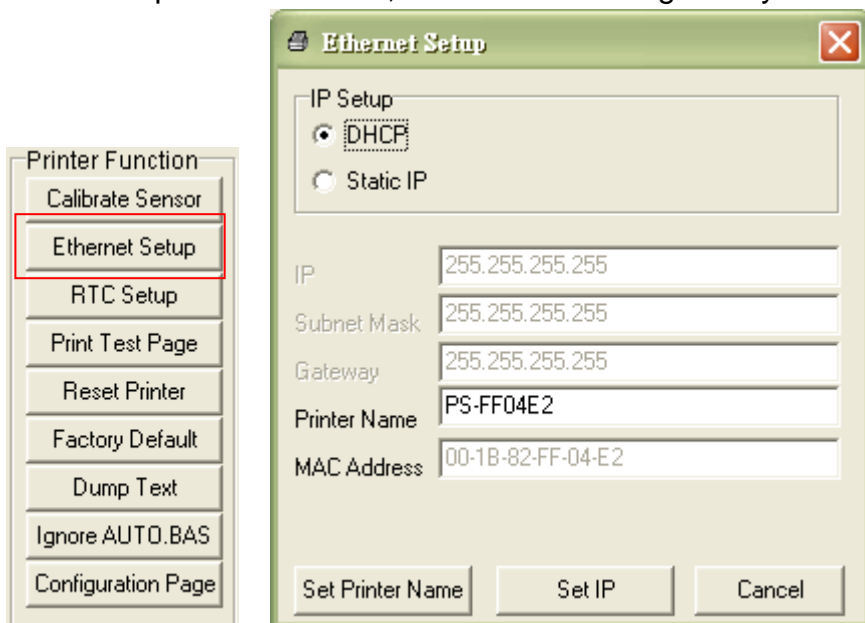 Printer Function
Calibrate Sensor
Ethernet Setup
RTC Setup
Print Test Page
Reset Printer
Factory Default
Dump Text
Ignore AUTO.BAS
Configuration Page
Ethernet Setup
IP Setup
DHCP
Static IP
IP 255.255.255.255
Subnet Mask 255.255.255.255
Gateway 255.255.255.255
Printer Name PS-FF04E2
MAC Address 00-1B-82-FF-04-E2
Set Printer Name Set IP Cancel